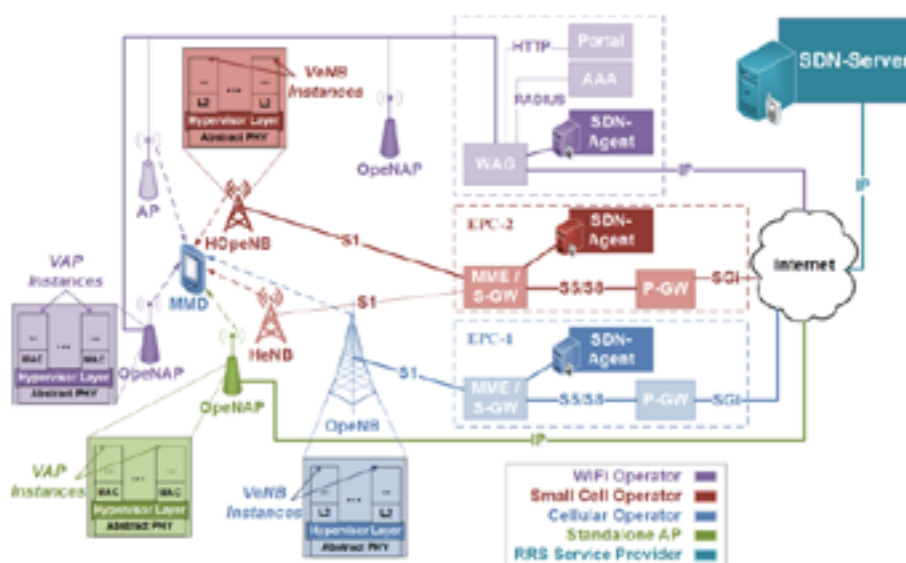 HTTP
Portal
AAA
RADIUS
SDN-Server
VeNB
Instances
...
L2
L2
Hypervisor Layer
Abstract PHY
SDN-
Agent
WAG
OpeNAP
AP
IP
IP
HOpeNB
S1
EPC-2
SDN-
Agent
MME /
S-GW
S5/S8
P-GW
SGi
Internet
VAP
Instances
MMD
S1
HeNB
...
MAC
MAC
Hypervisor Layer
Abstract PHY
OpeNAP
OpeNAP
EPC-1
SDN-
Agent
S1
MME /
S-GW
S5/S8
P-GW
SGi
OpeNB
IP
VAP
Instances
...
MAC
MAC
Hypervisor Layer
Abstract PHY
VeNB
Instances
...
L2
L2
Hypervisor Layer
Abstract PHY
WiFi Operator
Small Cell Operator
Cellular Operator
Standalone AP
RRS Service Provider